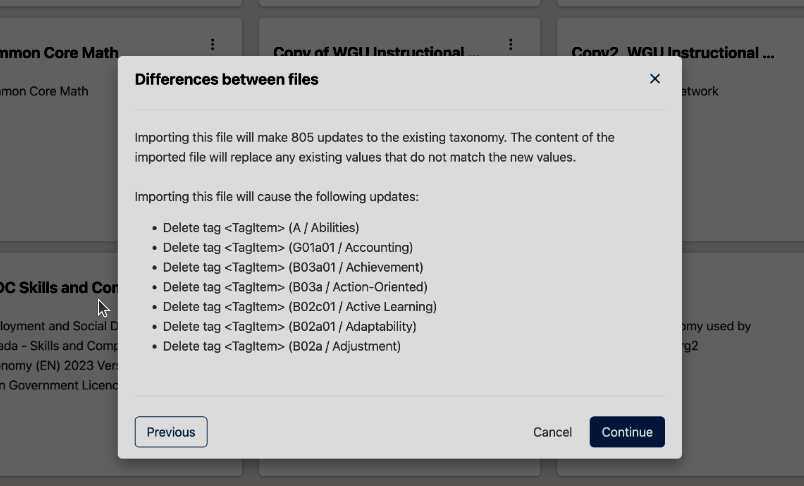 mmon Core Math
Copy of WGU Instructional ...
Copy2 WGU Instructional ...
mmon Core Math
etwork
Differences between files
Importing this file will make 805 updates to the existing taxonomy. The content of the
imported file will replace any existing values that do not match the new values.
Importing this file will cause the following updates:
• Delete tag <TagItem> (A / Abilities)
• Delete tag <TagItem> (G01a01 / Accounting)
• Delete tag <TagItem> (B03a01 / Achievement)
• Delete tag <TagItem> (B03a / Action-Oriented)
• Delete tag <TagItem> (B02c01 / Active Learning)
• Delete tag <TagItem> (B02a01 / Adaptability)
• Delete tag <TagItem> (B02a / Adjustment)
Previous
Cancel
Continue
DC Skills and Con
loyment and Social D
ada - Skills and Comp
nomy (EN) 2023 Vers
n Government Licenc
omy used by
rg2